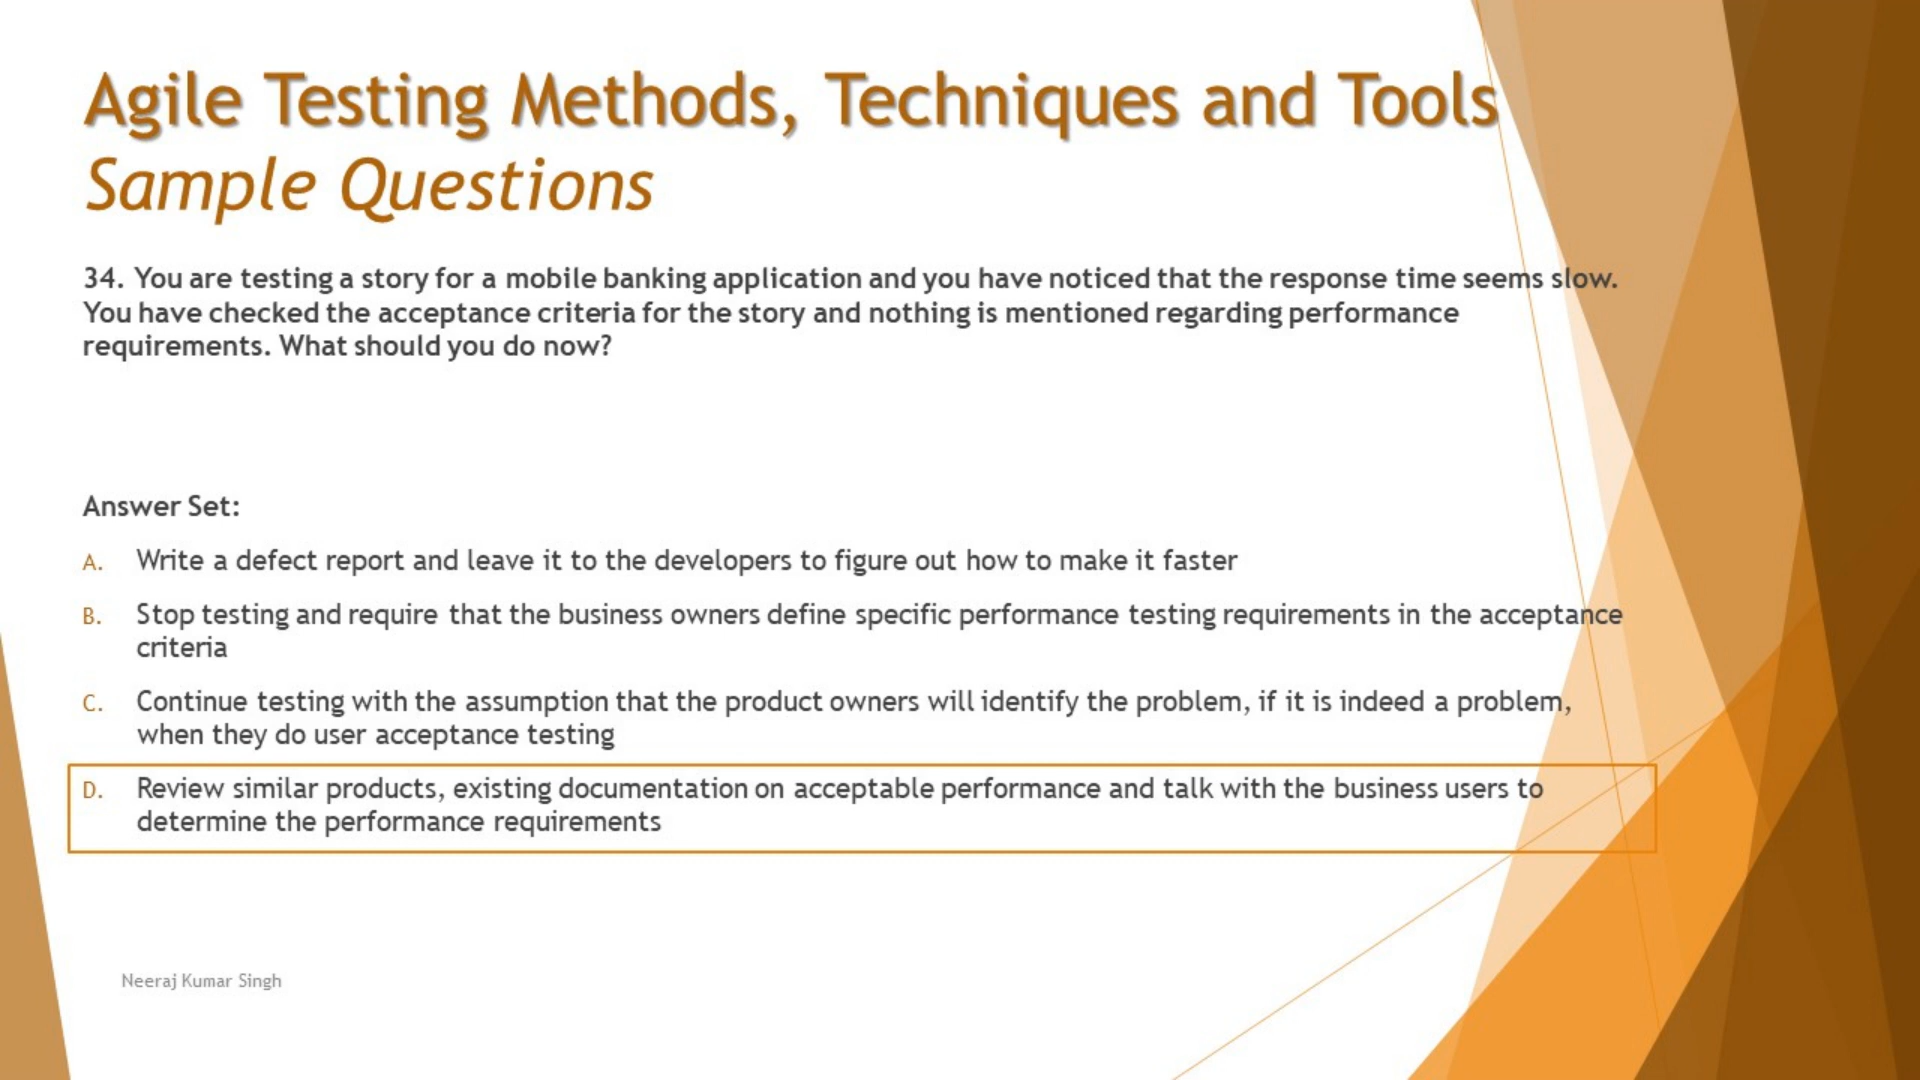 Agile Testing Methods, Techniques and Tools
Sample Questions
34. You are testing a story for a mobile banking application and you have noticed that the response time seems slow.
You have checked the acceptance criteria for the story and nothing is mentioned regarding performance
requirements. What should you do now?
Answer Set:
A. Write a defect report and leave it to the developers to figure out how to make it faster
B. Stop testing and require that the business owners define specific performance testing requirements in the acceptance
criteria
C. Continue testing with the assumption that the product owners will identify the problem, if it is indeed a problem,
when they do user acceptance testing
D. Review similar products, existing documentation on acceptable performance and talk with the business users to
determine the performance requirements
Neeraj Kumar Singh